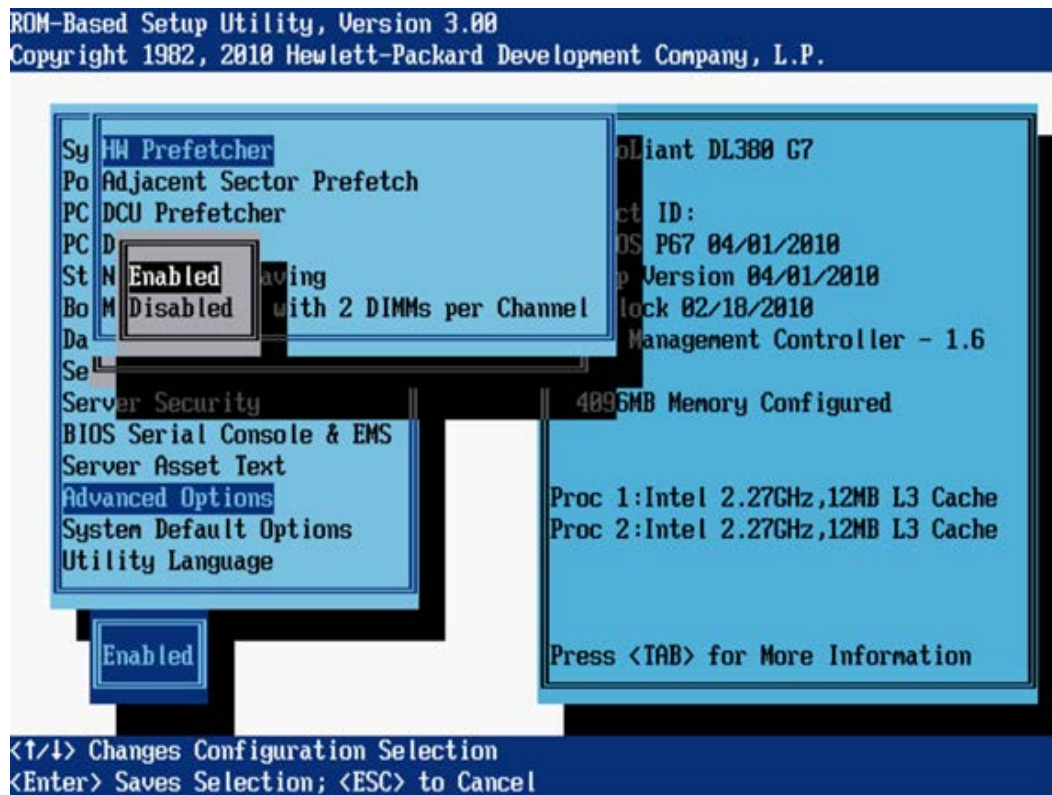 ROM-Based Setup Utility, Version 3.00
Copyright 1982, 2010 Hewlett-Packard Development Company, L.P.
HW Prefetcher
Adjacent Sector Prefetch
DCU Prefetcher
Enabled
Disabled
with 2 DIMMs per Channel
Server Security
BIOS Serial Console & EMS
Server Asset Text
Advanced Options
System Default Options
Utility Language
Enabled
oLiant DL380 G7
ct ID:
OS P67 04/01/2010
p Version 04/01/2010
lock 02/18/2010
Management Controller - 1.6
4096MB Memory Configured
Proc 1:Intel 2.27GHz,12MB L3 Cache
Proc 2:Intel 2.27GHz,12MB L3 Cache
Press <TAB> for More Information
<↑/↓> Changes Configuration Selection
<Enter> Saves Selection; <ESC> to Cancel